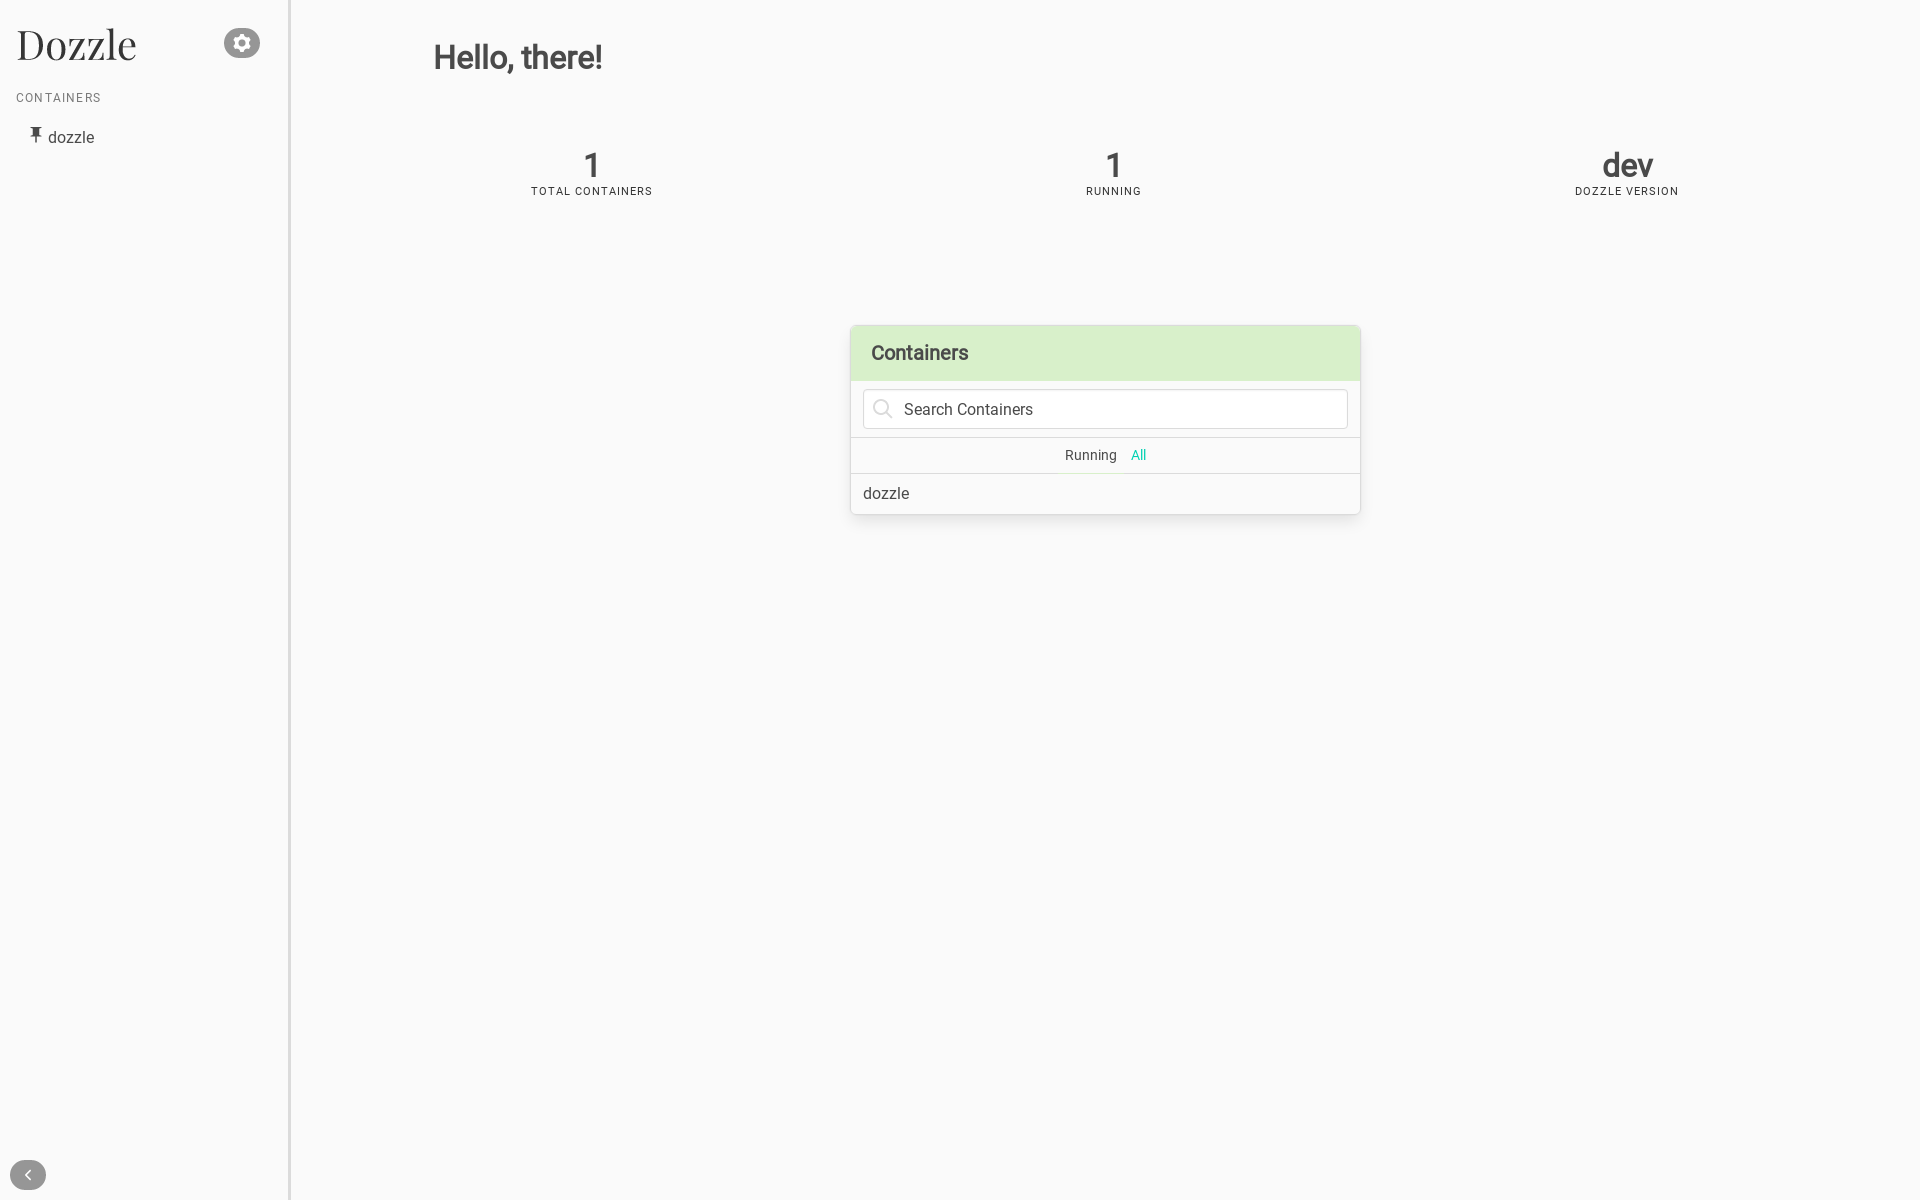 Dozzle
CONTAINERS
dozzle
Hello, there!
1
TOTAL CONTAINERS
1
RUNNING
dev
DOZZLE VERSION
Containers
Search Containers
Running All
dozzle